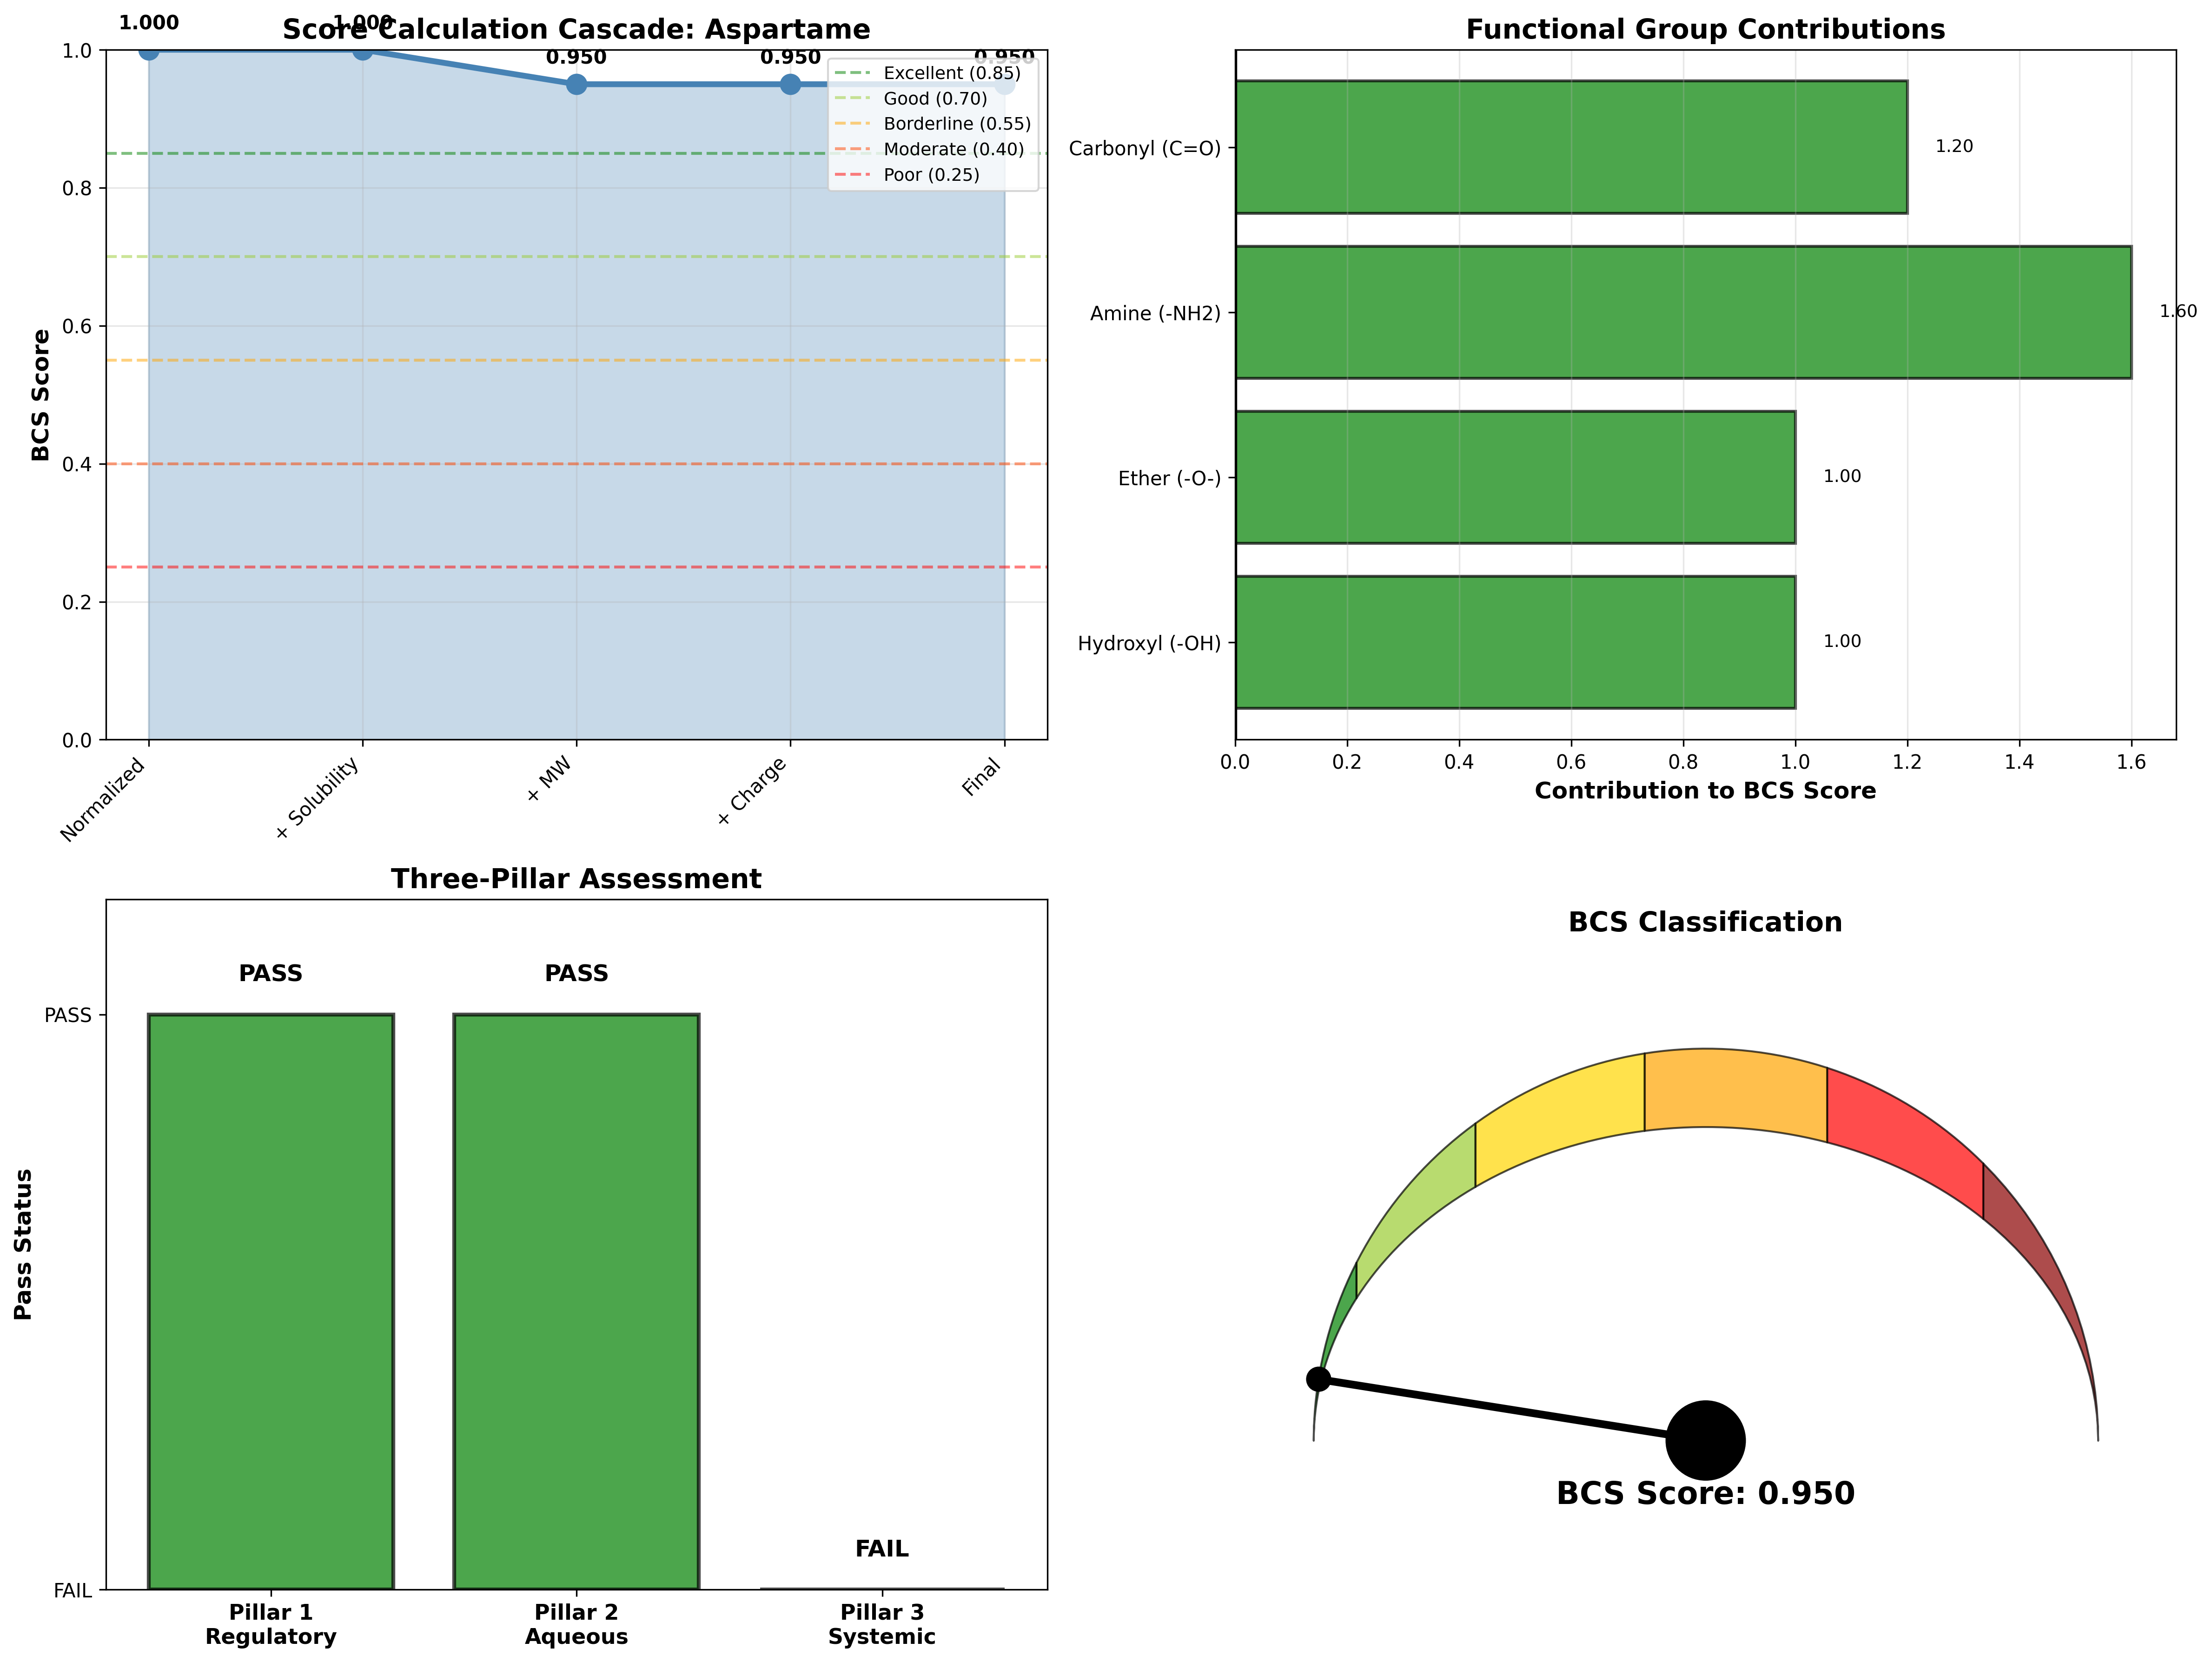 Score Calculation Cascade: Aspartame
1.000
1.000
0.950
0.950
0.950
Excellent (0.85)
Good (0.70)
Borderline (0.55)
Moderate (0.40)
Poor (0.25)
BCS Score
1.0
0.8
0.6
0.4
0.2
0.0
Normalized
+ Solubility
+ MW
+ Charge
Final
Functional Group Contributions
Carbonyl (C=O)
1.20
Amine (-NH2)
1.60
Ether (-O-)
1.00
Hydroxyl (-OH)
1.00
0.0
0.2
0.4
0.6
0.8
1.0
1.2
1.4
1.6
Contribution to BCS Score
Three-Pillar Assessment
Pass Status
PASS
FAIL
PASS
PASS
FAIL
Pillar 1
Regulatory
Pillar 2
Aqueous
Pillar 3
Systemic
BCS Classification
BCS Score: 0.950